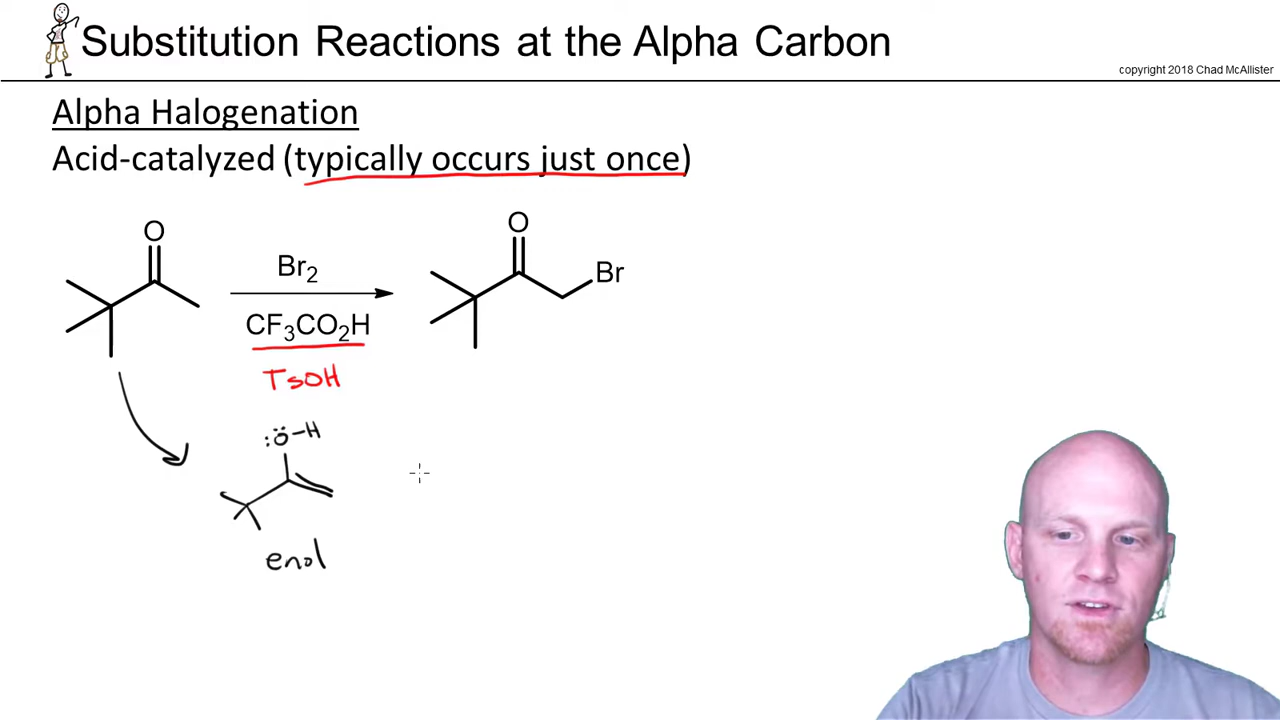 Substitution Reactions at the Alpha Carbon
copyright 2018 Chad McAllister
Alpha Halogenation
Acid-catalyzed (typically occurs just once)
O
Br₂
CF₃CO₂H
TsOH
O
Br
:Ö-H
enol